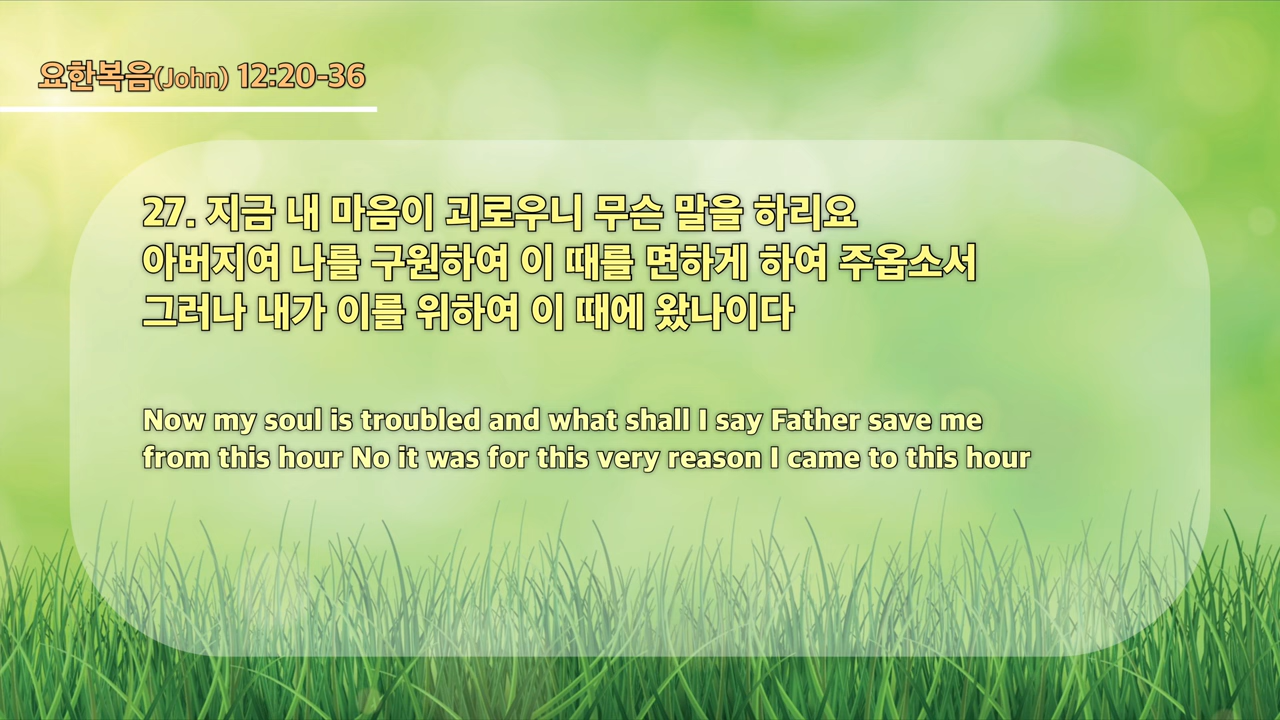 요한복음(John) 12:20-36
27. 지금 내 마음이 괴로우니 무슨 말을 하리요
아버지여 나를 구원하여 이 때를 면하게 하여 주옵소서
그러나 내가 이를 위하여 이 때에 왔나이다
Now my soul is troubled and what shall I say Father save me
from this hour No it was for this very reason I came to this hour